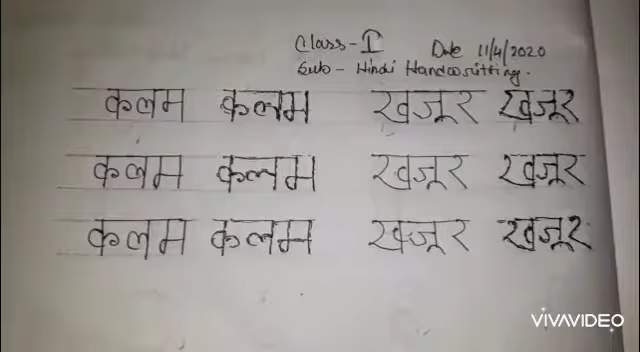 Class - I Date 11/4/2020
Sub - Hindi Handwritting.
कलम कलम खजूर खजूर
कलम कलम खजूर खजूर
कलम कलम खजूर खजूर
VIVAVIDEO